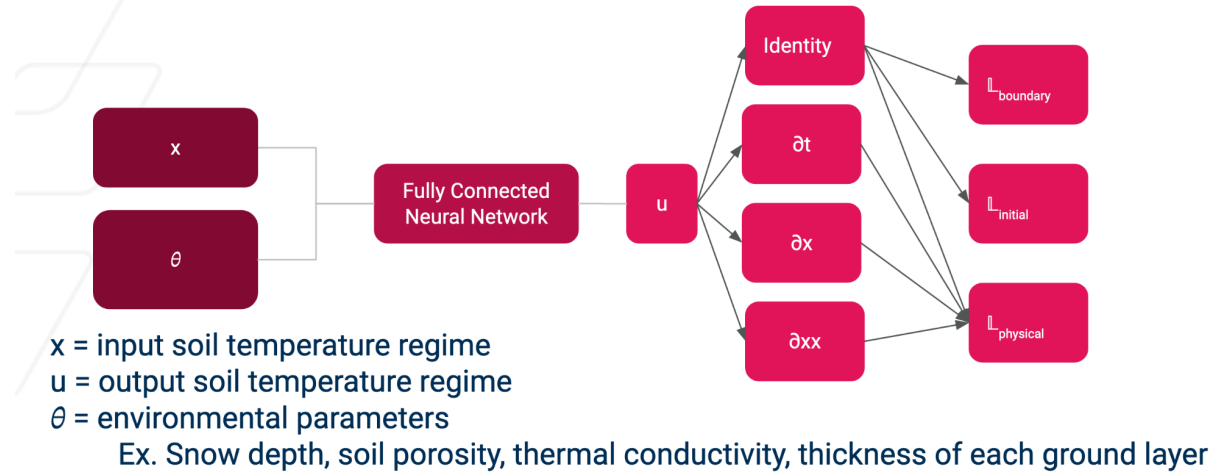 x
θ
Fully Connected
Neural Network
u
Identity
∂t
∂x
∂xx
𝕃boundary
𝕃initial
𝕃physical
x = input soil temperature regime
u = output soil temperature regime
θ = environmental parameters
Ex. Snow depth, soil porosity, thermal conductivity, thickness of each ground layer